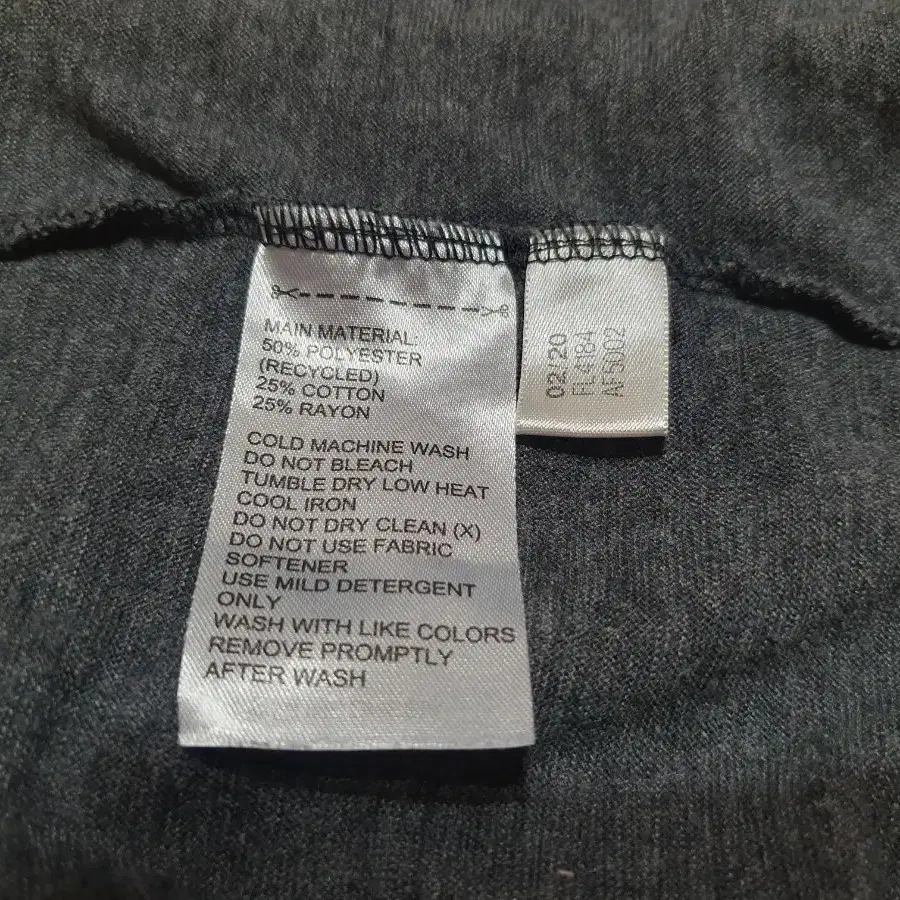 MAIN MATERIAL:
50% POLYESTER
(RECYCLED)
25% COTTON
25% RAYON
COLD MACHINE WASH
DO NOT BLEACH
TUMBLE DRY LOW HEAT
COOL IRON
DO NOT DRY CLEAN (X)
DO NOT USE FABRIC
SOFTENER
USE MILD DETERGENT
ONLY
WASH WITH LIKE COLORS
REMOVE PROMPTLY
AFTER WASH
02/20
FL4184
AF5002